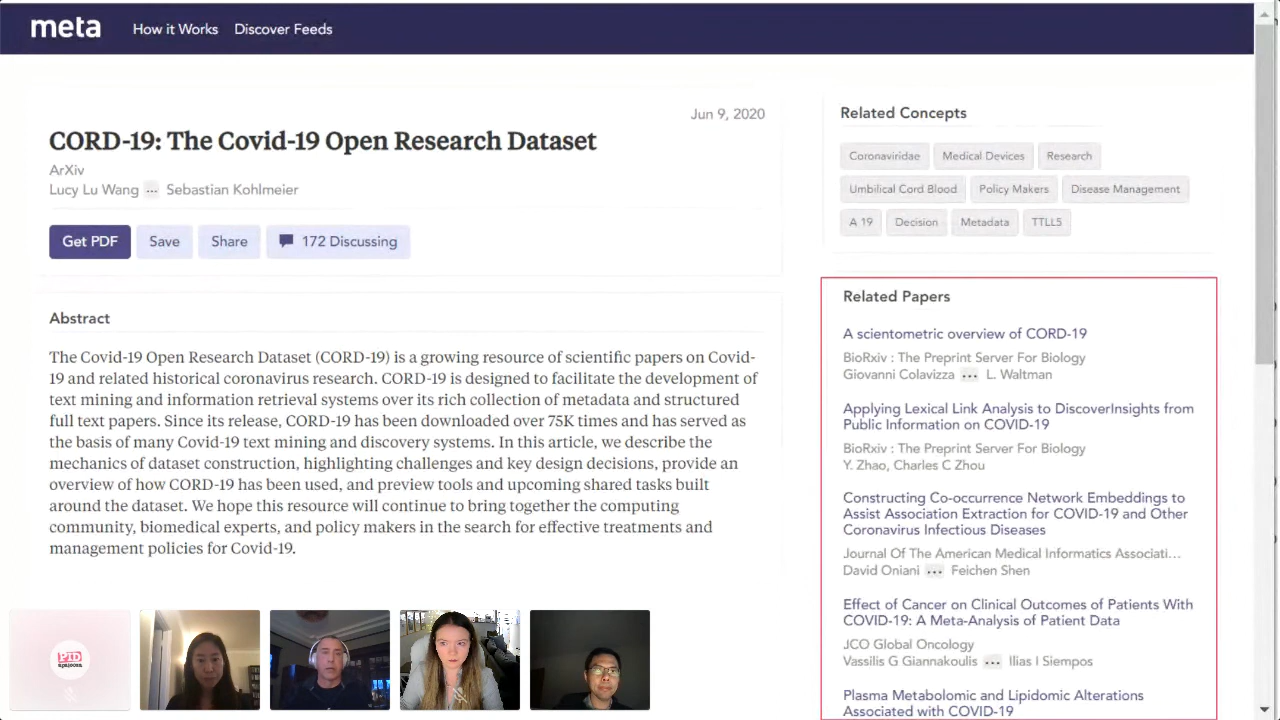 meta How it Works Discover Feeds
Jun 9, 2020
CORD-19: The Covid-19 Open Research Dataset
ArXiv
Lucy Lu Wang ... Sebastian Kohlmeier
Get PDF Save Share 172 Discussing
Abstract
The Covid-19 Open Research Dataset (CORD-19) is a growing resource of scientific papers on Covid-
19 and related historical coronavirus research. CORD-19 is designed to facilitate the development of
text mining and information retrieval systems over its rich collection of metadata and structured
full text papers. Since its release, CORD-19 has been downloaded over 75K times and has served as
the basis of many Covid-19 text mining and discovery systems. In this article, we describe the
mechanics of dataset construction, highlighting challenges and key design decisions, provide an
overview of how CORD-19 has been used, and preview tools and upcoming shared tasks built
around the dataset. We hope this resource will continue to bring together the computing
community, biomedical experts, and policy makers in the search for effective treatments and
management policies for Covid-19.
Related Concepts
Coronaviridae Medical Devices Research
Umbilical Cord Blood Policy Makers Disease Management
A 19 Decision Metadata TTLL5
Related Papers
A scientometric overview of CORD-19
BioRxiv : The Preprint Server For Biology
Giovanni Colavizza ... L. Waltman
Applying Lexical Link Analysis to DiscoverInsights from
Public Information on COVID-19
BioRxiv : The Preprint Server For Biology
Y. Zhao, Charles C Zhou
Constructing Co-occurrence Network Embeddings to
Assist Association Extraction for COVID-19 and Other
Coronavirus Infectious Diseases
Journal Of The American Medical Informatics Associati...
David Oniani ... Feichen Shen
Effect of Cancer on Clinical Outcomes of Patients With
COVID-19: A Meta-Analysis of Patient Data
JCO Global Oncology
Vassilis G Giannakoulis ... Ilias I Siempos
Plasma Metabolomic and Lipidomic Alterations
Associated with COVID-19
PID
apalooza